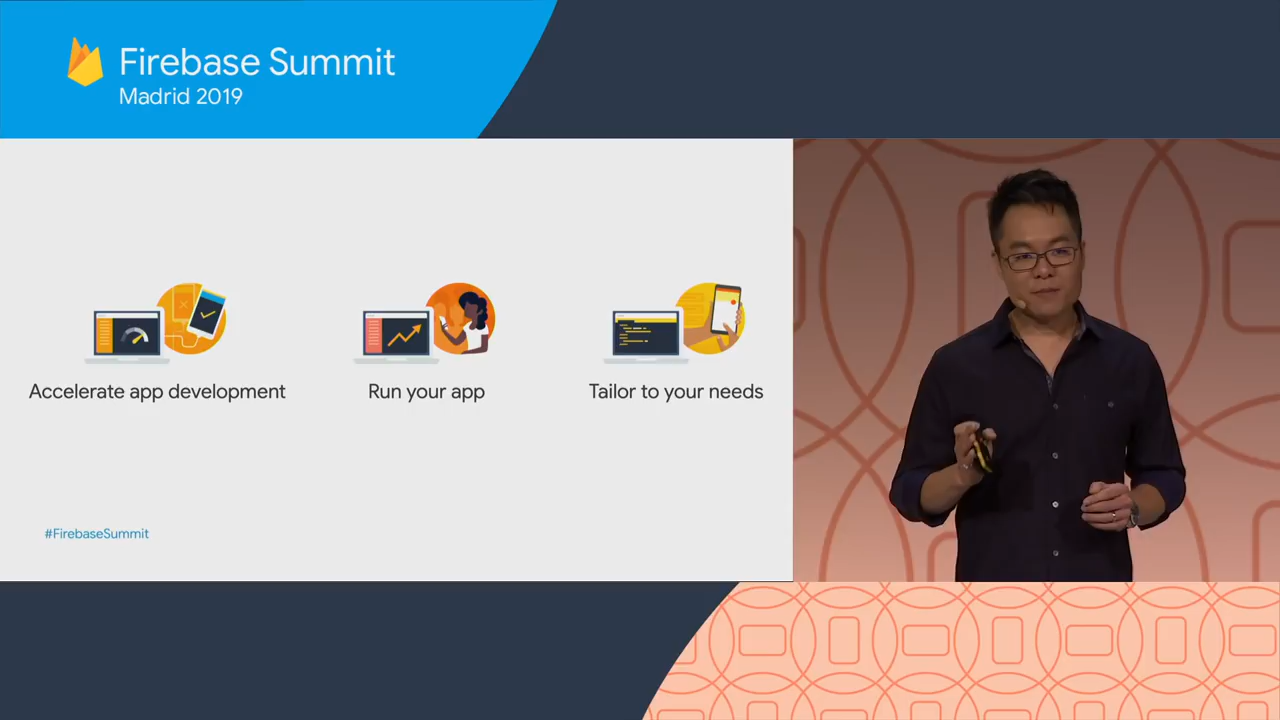 Firebase Summit
Madrid 2019
Accelerate app development
Run your app
Tailor to your needs
#FirebaseSummit